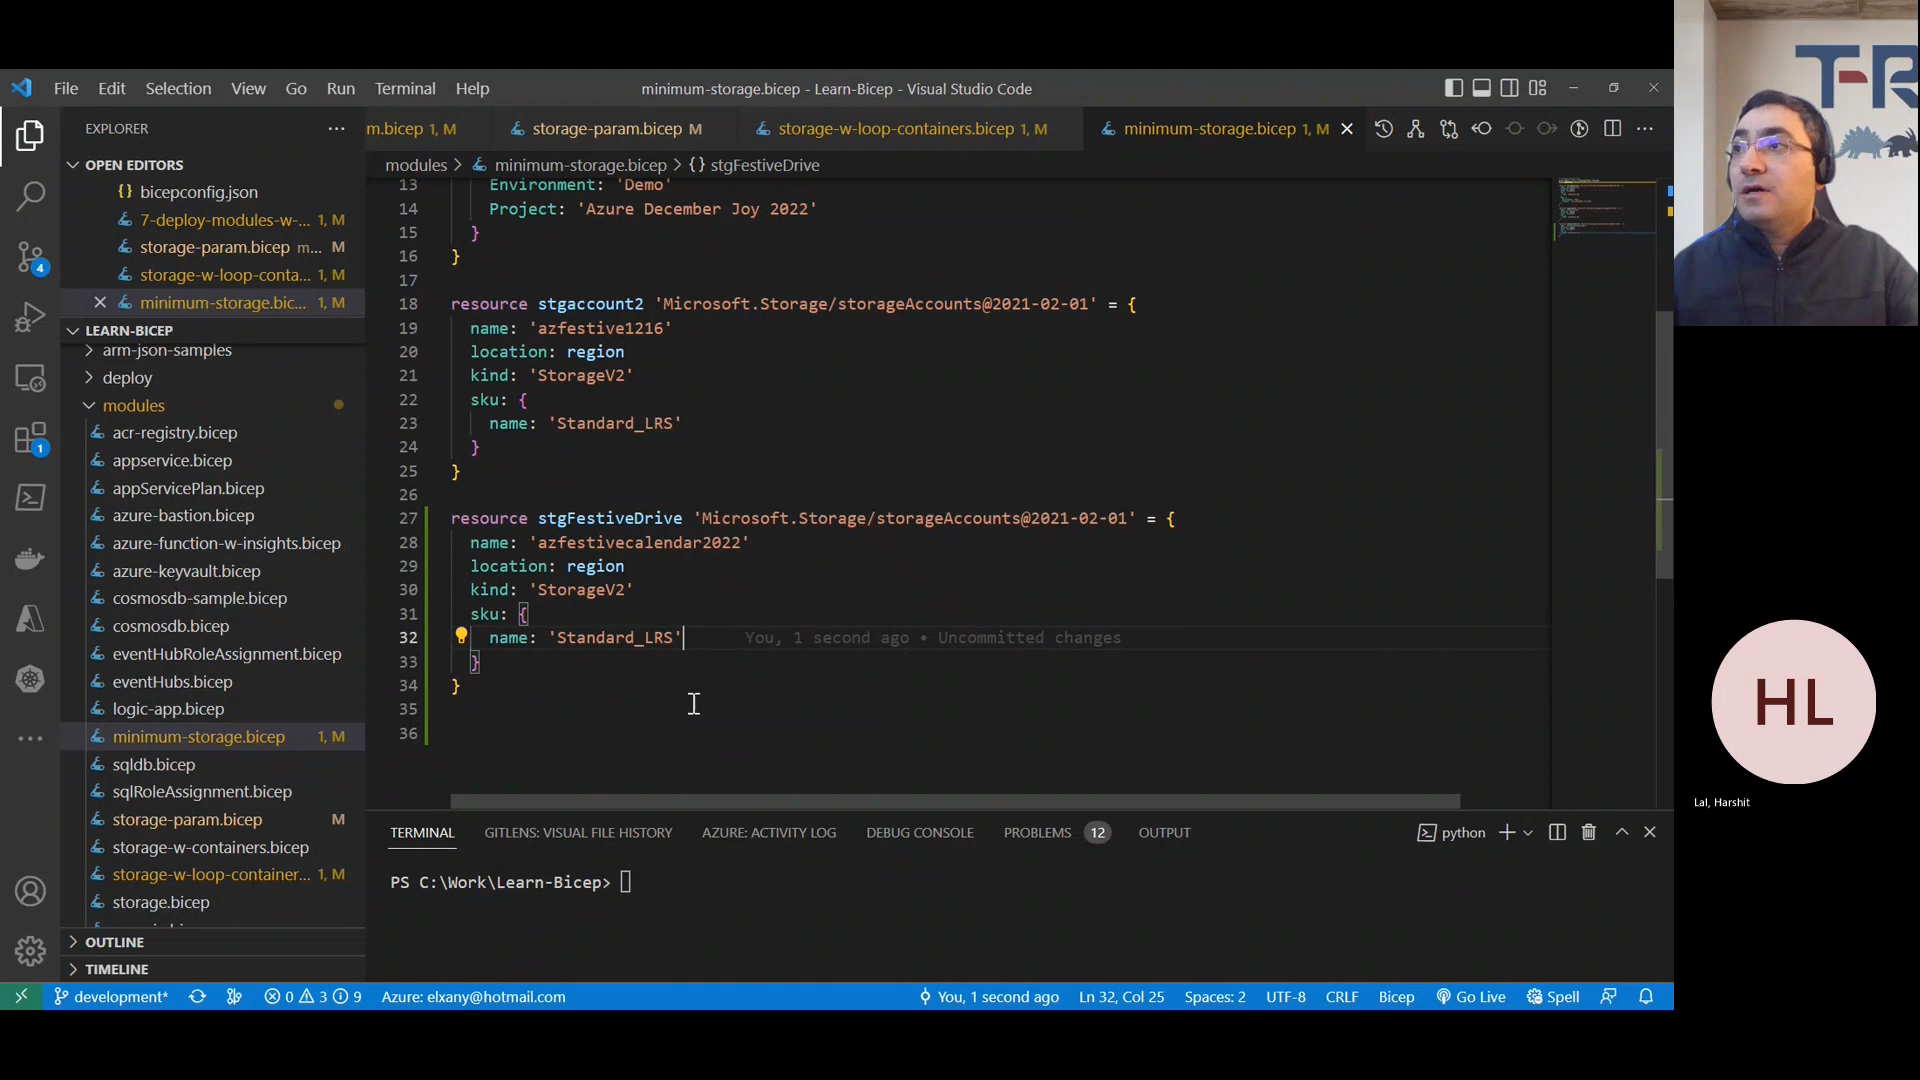 File Edit Selection View Go Run Terminal Help
minimum-storage.bicep - Learn-Bicep - Visual Studio Code
EXPLORER
OPEN EDITORS
bicepconfig.json
7-deploy-modules-w-... 1, M
storage-param.bicep m... M
storage-w-loop-conta... 1, M
minimum-storage.bic... 1, M
LEARN-BICEP
arm-json-samples
deploy
modules
acr-registry.bicep
appservice.bicep
appServicePlan.bicep
azure-bastion.bicep
azure-function-w-insights.bicep
azure-keyvault.bicep
cosmosdb-sample.bicep
cosmosdb.bicep
eventHubRoleAssignment.bicep
eventHubs.bicep
logic-app.bicep
minimum-storage.bicep 1, M
sqldb.bicep
sqlRoleAssignment.bicep
storage-param.bicep M
storage-w-containers.bicep
storage-w-loop-container... 1, M
storage.bicep
OUTLINE
TIMELINE
4
1
m.bicep 1, M
storage-param.bicep M
storage-w-loop-containers.bicep 1, M
minimum-storage.bicep 1, M
modules > minimum-storage.bicep > {} stgFestiveDrive
13 Environment: 'Demo'
14 Project: 'Azure December Joy 2022'
15 }
16 }
17
18 resource stgaccount2 'Microsoft.Storage/storageAccounts@2021-02-01' = {
19 name: 'azfestive1216'
20 location: region
21 kind: 'StorageV2'
22 sku: {
23 name: 'Standard_LRS'
24 }
25 }
26
27 resource stgFestiveDrive 'Microsoft.Storage/storageAccounts@2021-02-01' = {
28 name: 'azfestivecalendar2022'
29 location: region
30 kind: 'StorageV2'
31 sku: {
32 name: 'Standard_LRS' You, 1 second ago • Uncommitted changes
33 }
34 }
35
36
TERMINAL GITLENS: VISUAL FILE HISTORY AZURE: ACTIVITY LOG DEBUG CONSOLE PROBLEMS 12 OUTPUT
python
PS C:\Work\Learn-Bicep>
development* 0 3 9 Azure: elxany@hotmail.com You, 1 second ago Ln 32, Col 25 Spaces: 2 UTF-8 CRLF Bicep Go Live Spell
T-R
HL
Lal, Harshit